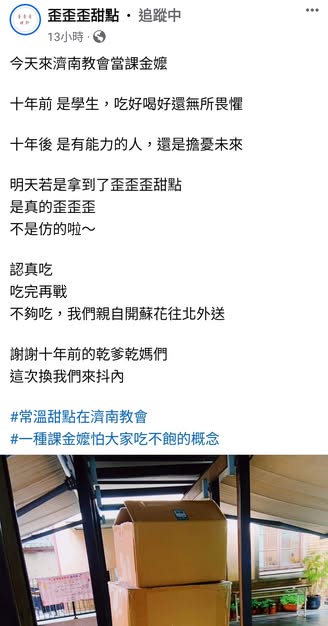 歪歪歪甜點 · 追蹤中
13小時 ·
今天來濟南教會當課金嬤
十年前 是學生，吃好喝好還無所畏懼
十年後 是有能力的人，還是擔憂未來
明天若是拿到了歪歪歪甜點
是真的歪歪歪
不是仿的啦～
認真吃
吃完再戰
不夠吃，我們親自開蘇花往北外送
謝謝十年前的乾爹乾媽們
這次換我們來抖內
#常溫甜點在濟南教會
#一種課金嬤怕大家吃不飽的概念